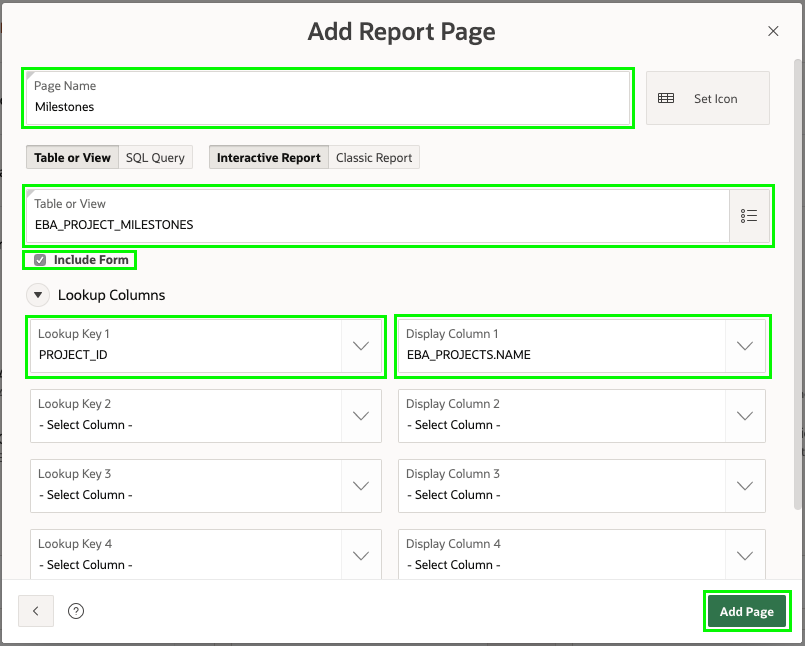 Add Report Page
Page Name
Milestones
Set Icon
Table or View
SQL Query
Interactive Report
Classic Report
Table or View
EBA_PROJECT_MILESTONES
Include Form
Lookup Columns
Lookup Key 1
PROJECT_ID
Display Column 1
EBA_PROJECTS.NAME
Lookup Key 2
- Select Column -
Display Column 2
- Select Column -
Lookup Key 3
- Select Column -
Display Column 3
- Select Column -
Lookup Key 4
- Select Column -
Display Column 4
- Select Column -
?
Add Page